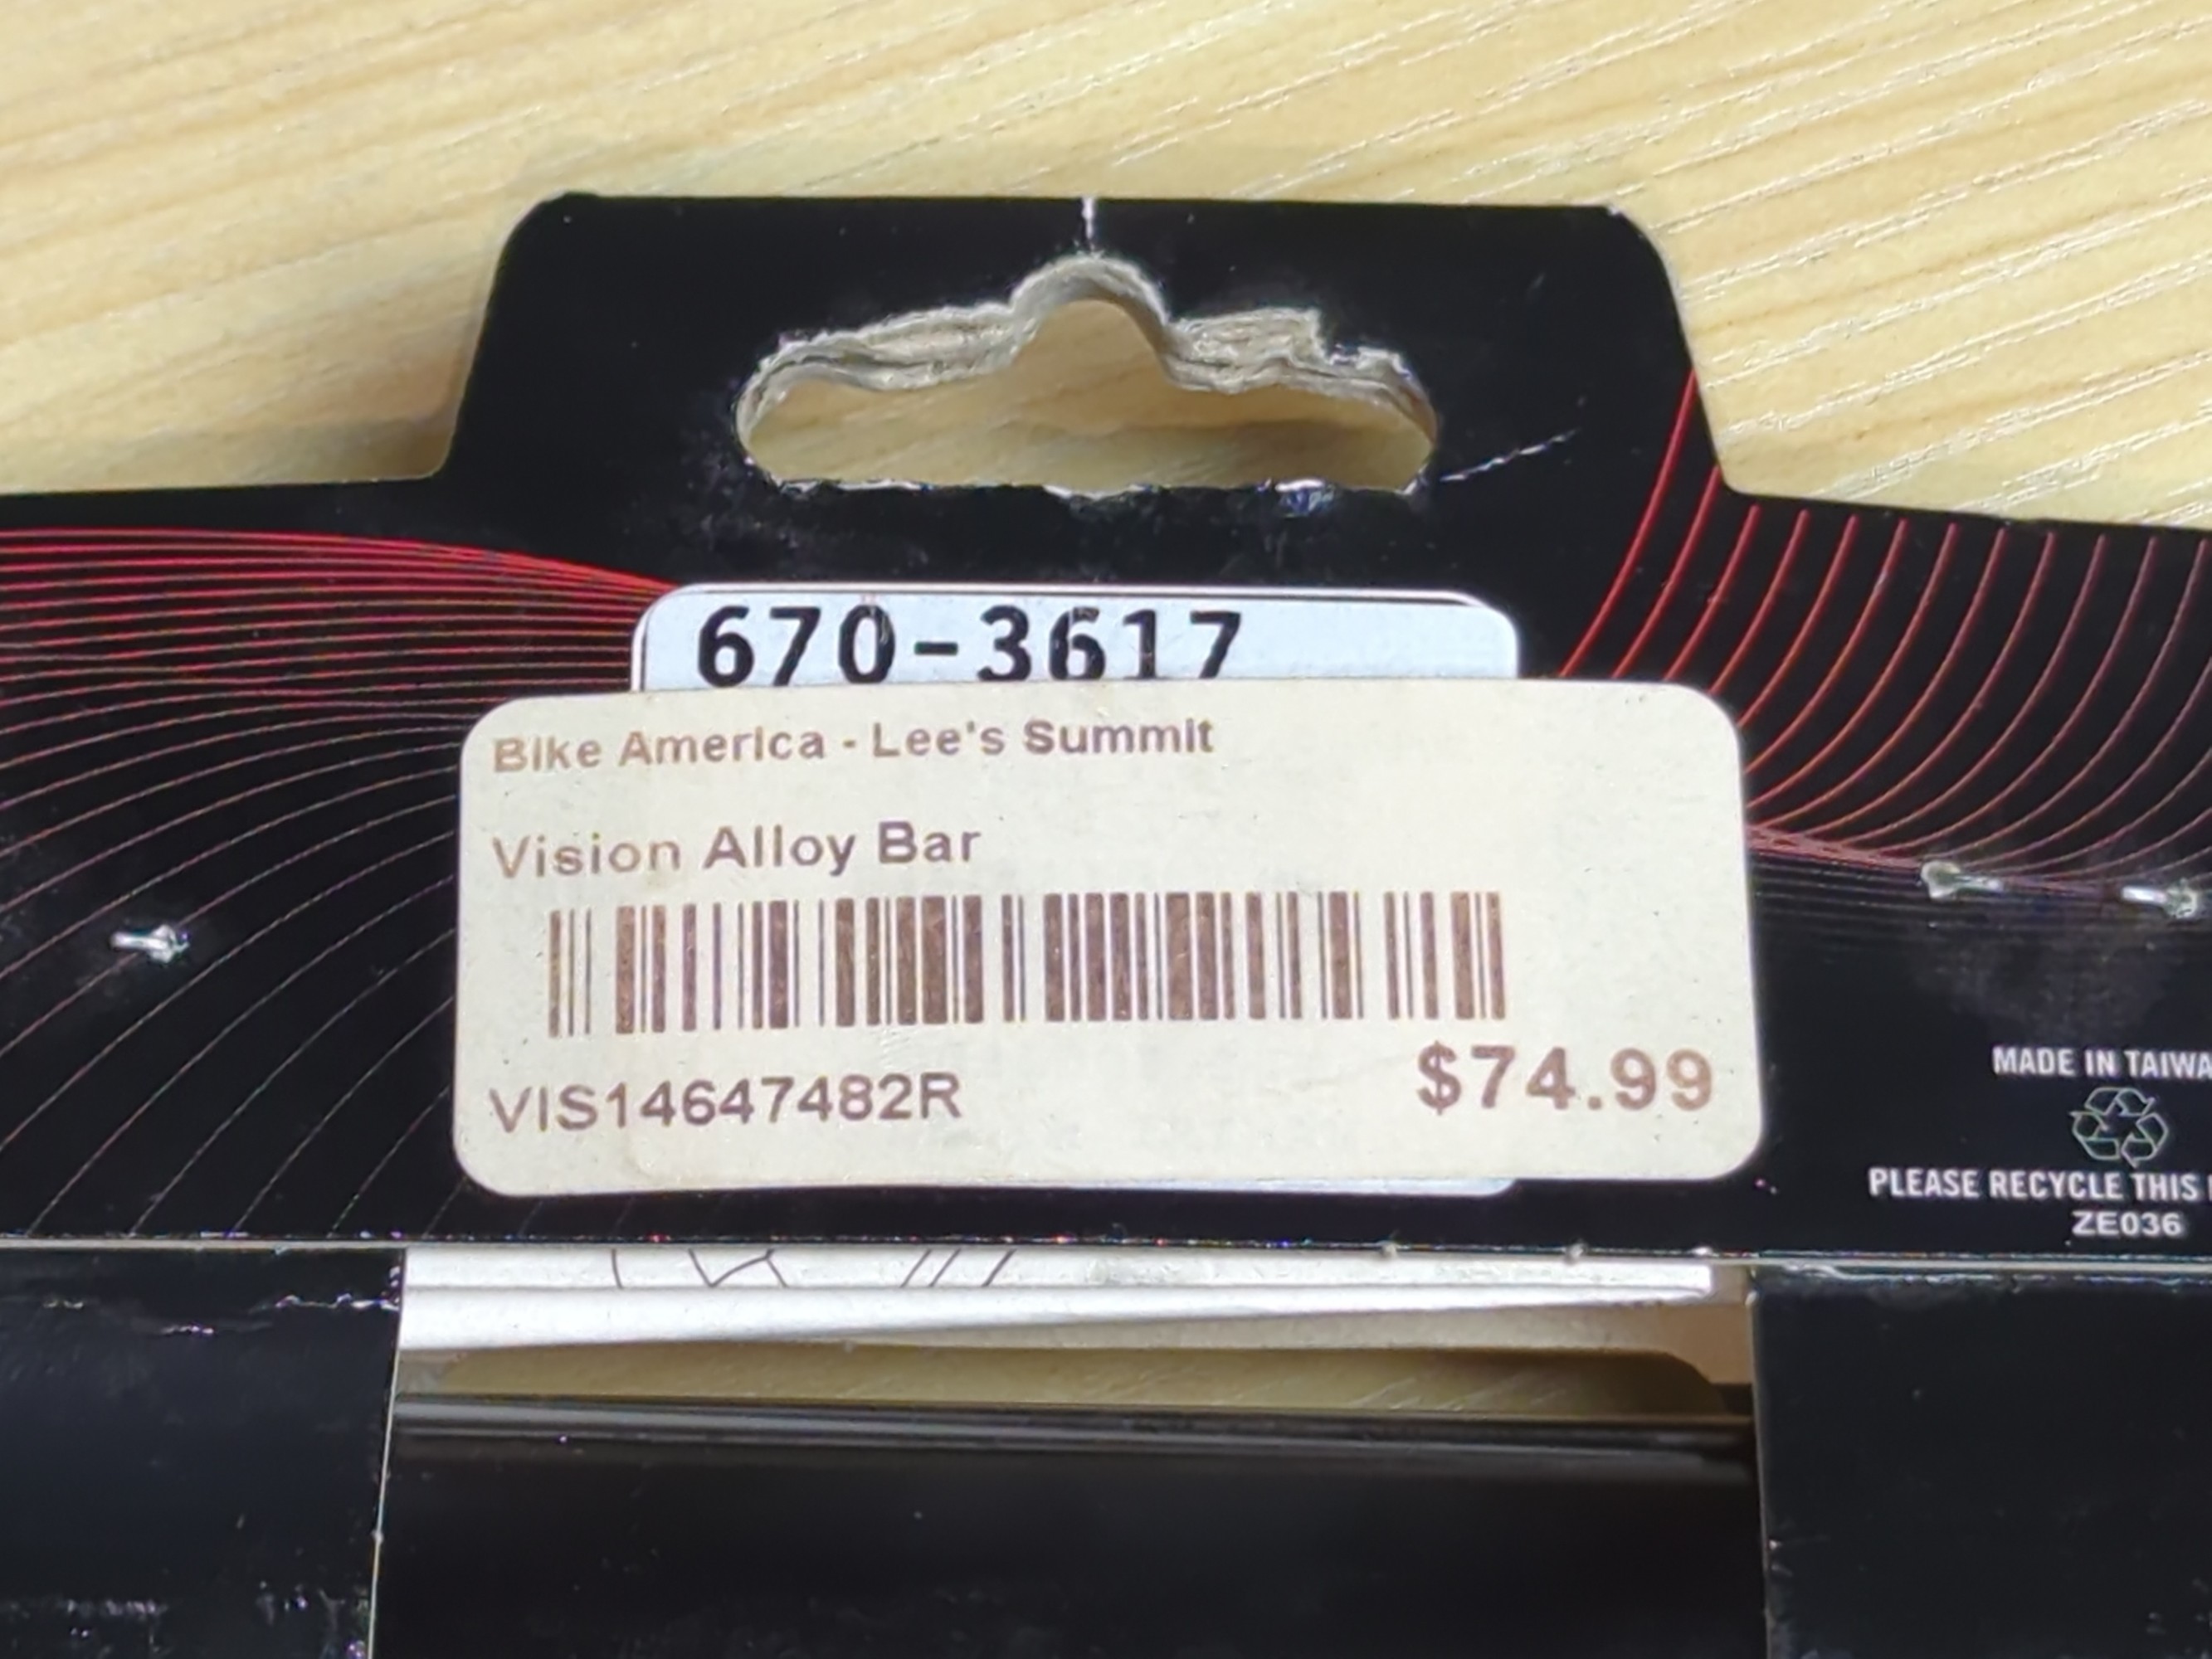 670-3617
Bike America - Lee's Summit
Vision Alloy Bar
VIS14647482R
$74.99
MADE IN TAIWA
PLEASE RECYCLE THIS
ZE036